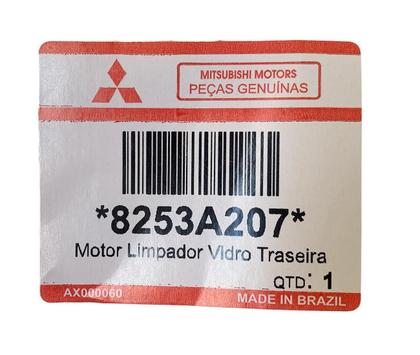 MITSUBISHI MOTORS
PEÇAS GENUÍNAS
*8253A207*
Motor Limpador Vidro Traseira
QTD: 1
AX000060
MADE IN BRAZIL